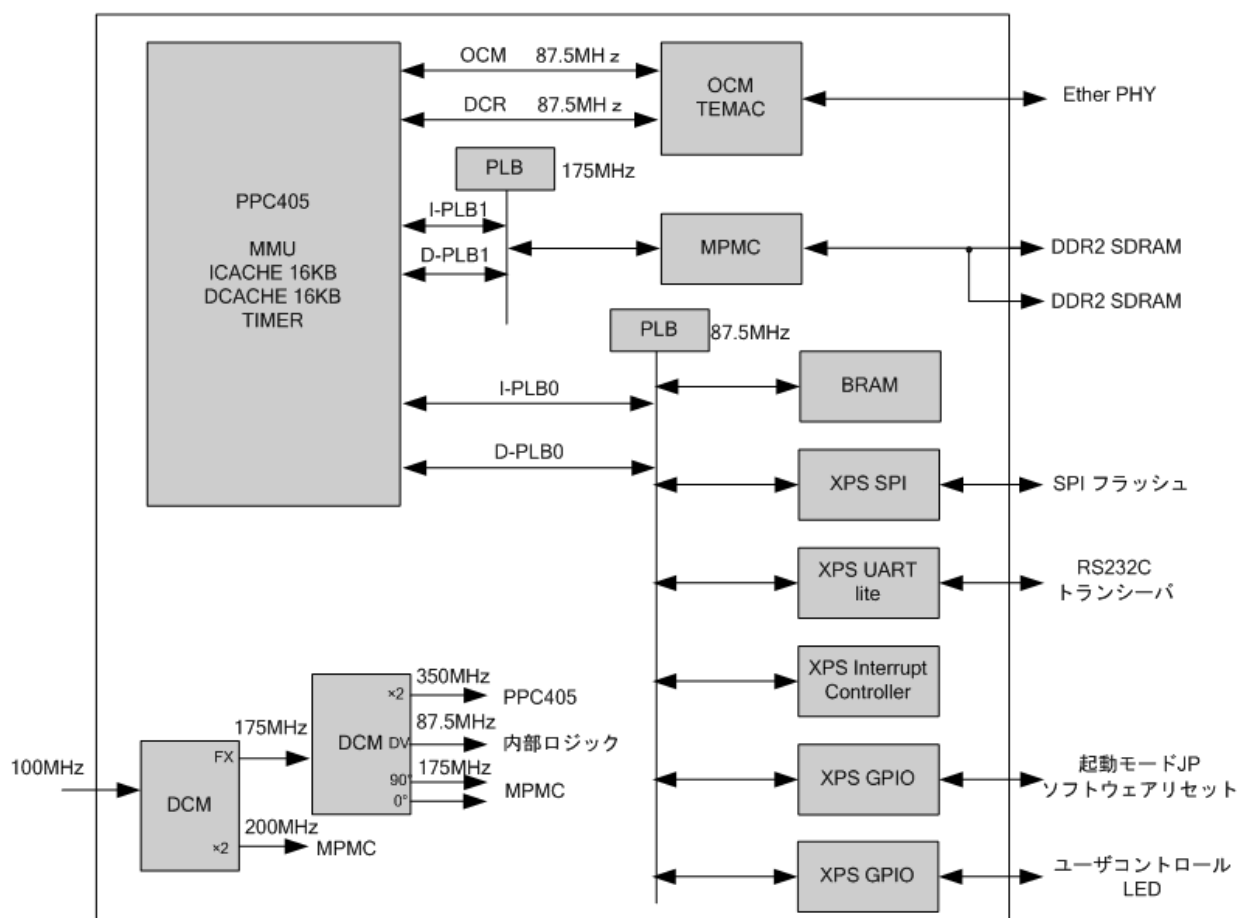 OCM 87.5MHz
OCM
TEMAC
Ether PHY
DCR 87.5MHz
PLB
175MHz
PPC405
MMU
ICACHE 16KB
DCACHE 16KB
TIMER
I-PLB1
D-PLB1
MPMC
DDR2 SDRAM
DDR2 SDRAM
PLB
87.5MHz
I-PLB0
BRAM
D-PLB0
XPS SPI
SPI フラッシュ
XPS UART
lite
RS232C
トランシーバ
XPS Interrupt
Controller
XPS GPIO
起動モードJP
ソフトウェアリセット
XPS GPIO
ユーザコントロール
LED
100MHz
DCM
FX
×2
175MHz
200MHz
MPMC
DCM
×2
DV
90°
0°
350MHz
PPC405
87.5MHz
内部ロジック
175MHz
MPMC